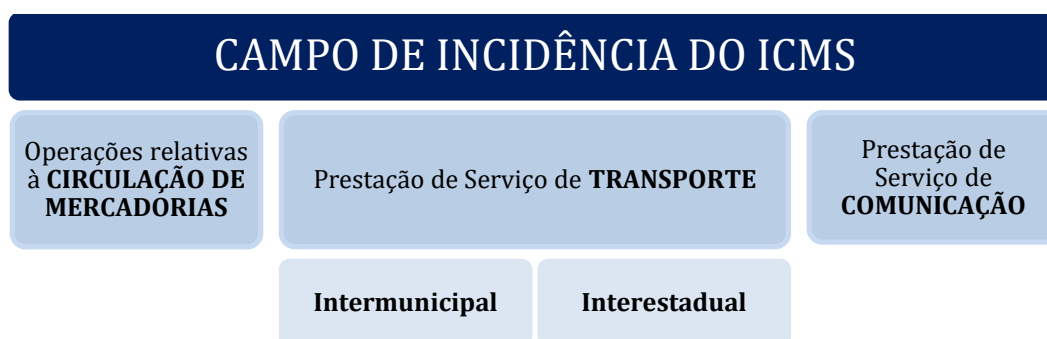 CAMPO DE INCIDÊNCIA DO ICMS
Operações relativas
à CIRCULAÇÃO DE
MERCADORIAS
Prestação de Serviço de TRANSPORTE
Prestação de
Serviço de
COMUNICAÇÃO
Intermunicipal
Interestadual